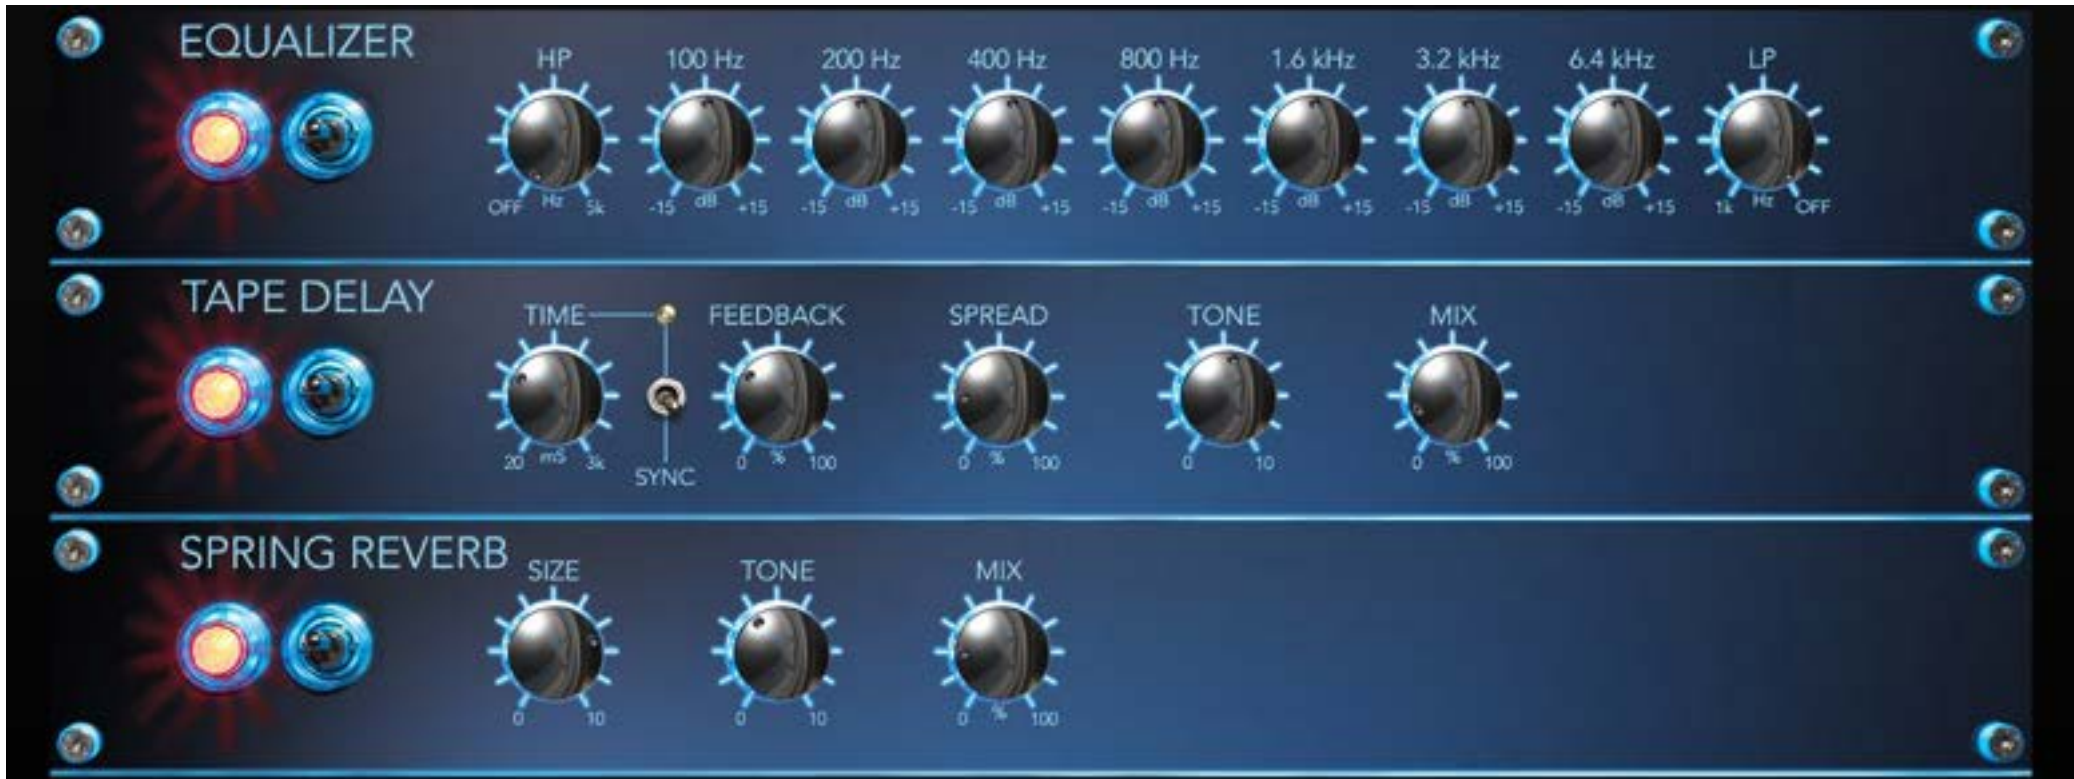 EQUALIZER
HP 100 Hz 200 Hz 400 Hz 800 Hz 1.6 kHz 3.2 kHz 6.4 kHz LP
OFF Hz 5k -15 dB +15 -15 dB +15 -15 dB +15 -15 dB +15 -15 dB +15 -15 dB +15 -15 dB +15 1k Hz OFF
TAPE DELAY
TIME FEEDBACK SPREAD TONE MIX
20 mS 3k 0 % 100 0 % 100 0 10 0 % 100
SYNC
SPRING REVERB
SIZE TONE MIX
0 10 0 10 0 % 100